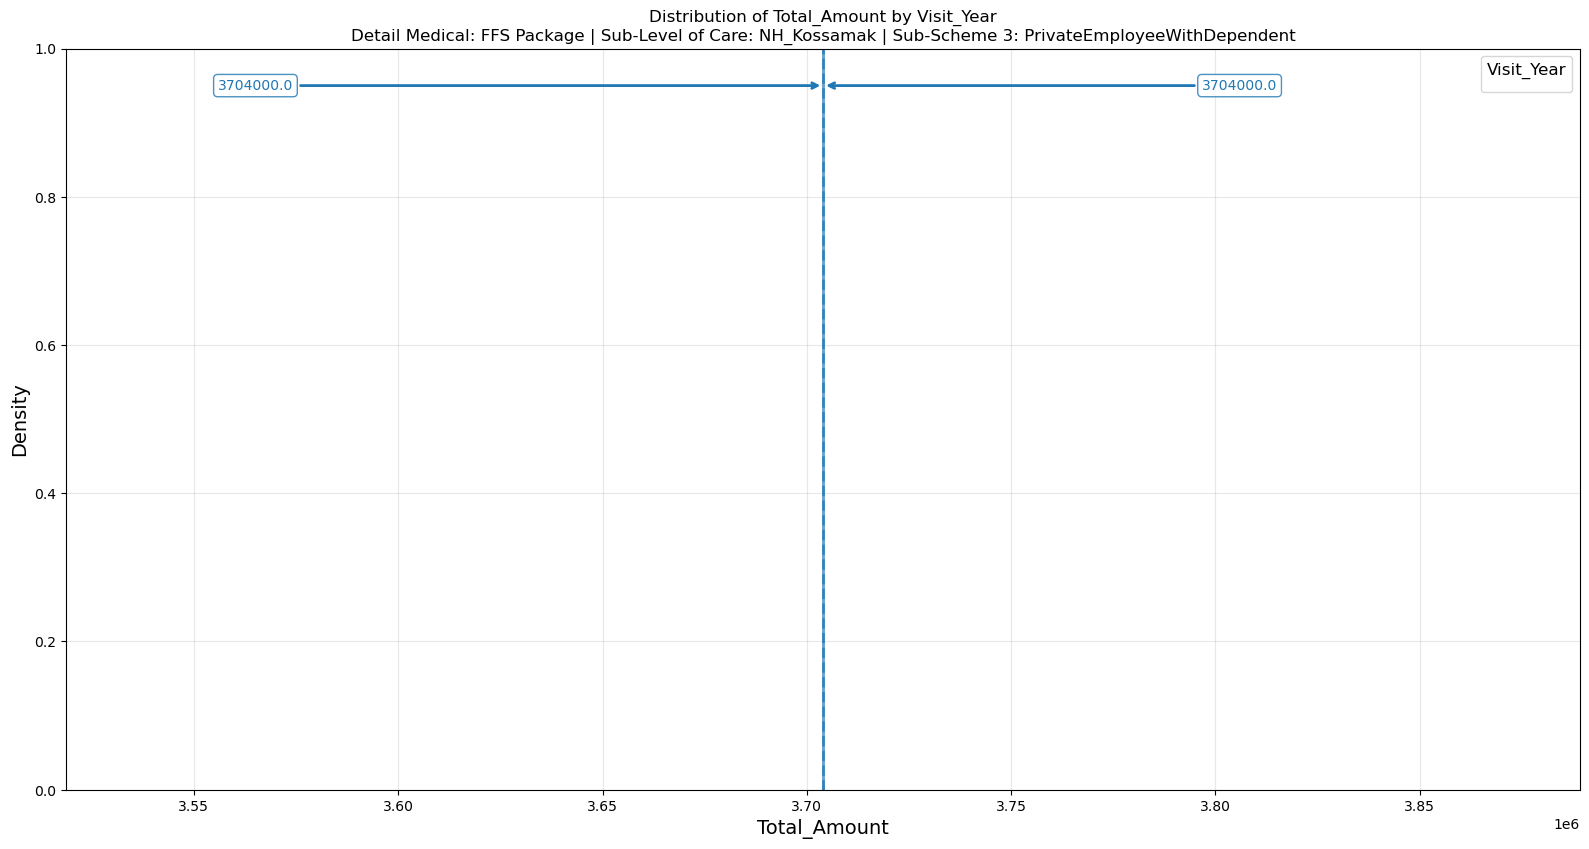 Distribution of Total_Amount by Visit_Year
Detail Medical: FFS Package | Sub-Level of Care: NH_Kossamak | Sub-Scheme 3: PrivateEmployeeWithDependent
Visit_Year
3704000.0
3704000.0
1.0
0.8
0.6
0.4
0.2
0.0
Density
3.55
3.60
3.65
3.70
3.75
3.80
3.85
1e6
Total_Amount